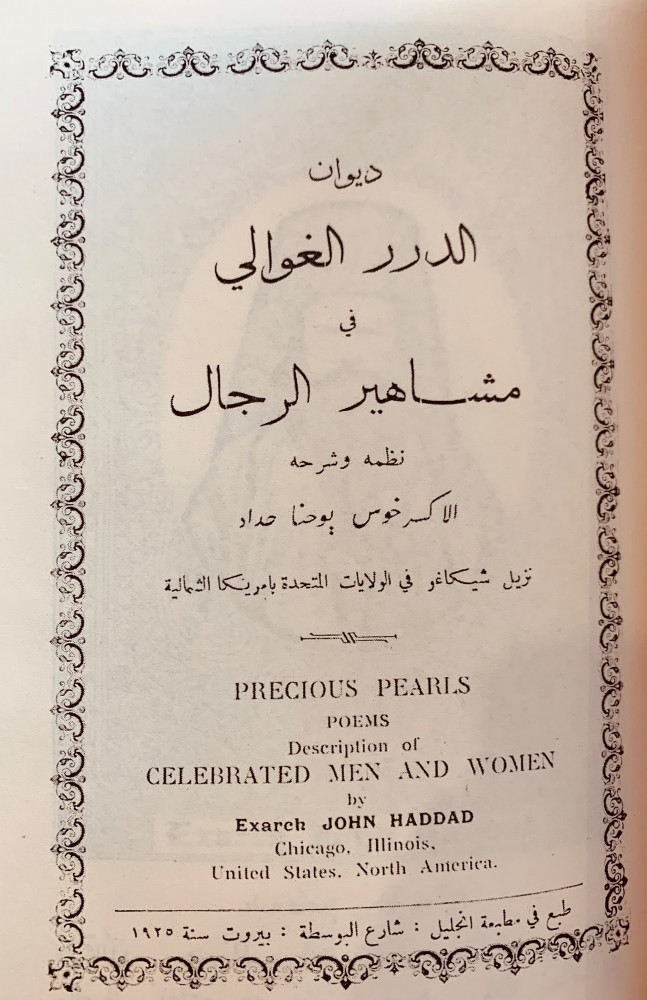 ديوان
الدرر الغوالي
في
مشاهير الرجال
نظمه وشرحه
الاكسرخوس يوحنا حداد
نزيل شيكاغو في الولايات المتحدة باميركا الشمالية
PRECIOUS PEARLS
POEMS
Description of
CELEBRATED MEN AND WOMEN
by
Exarch JOHN HADDAD
Chicago, Illinois,
United States. North America.
طبع في مطبعة انجليل : شارع البوسطة : بيروت سنة ١٩٢٥